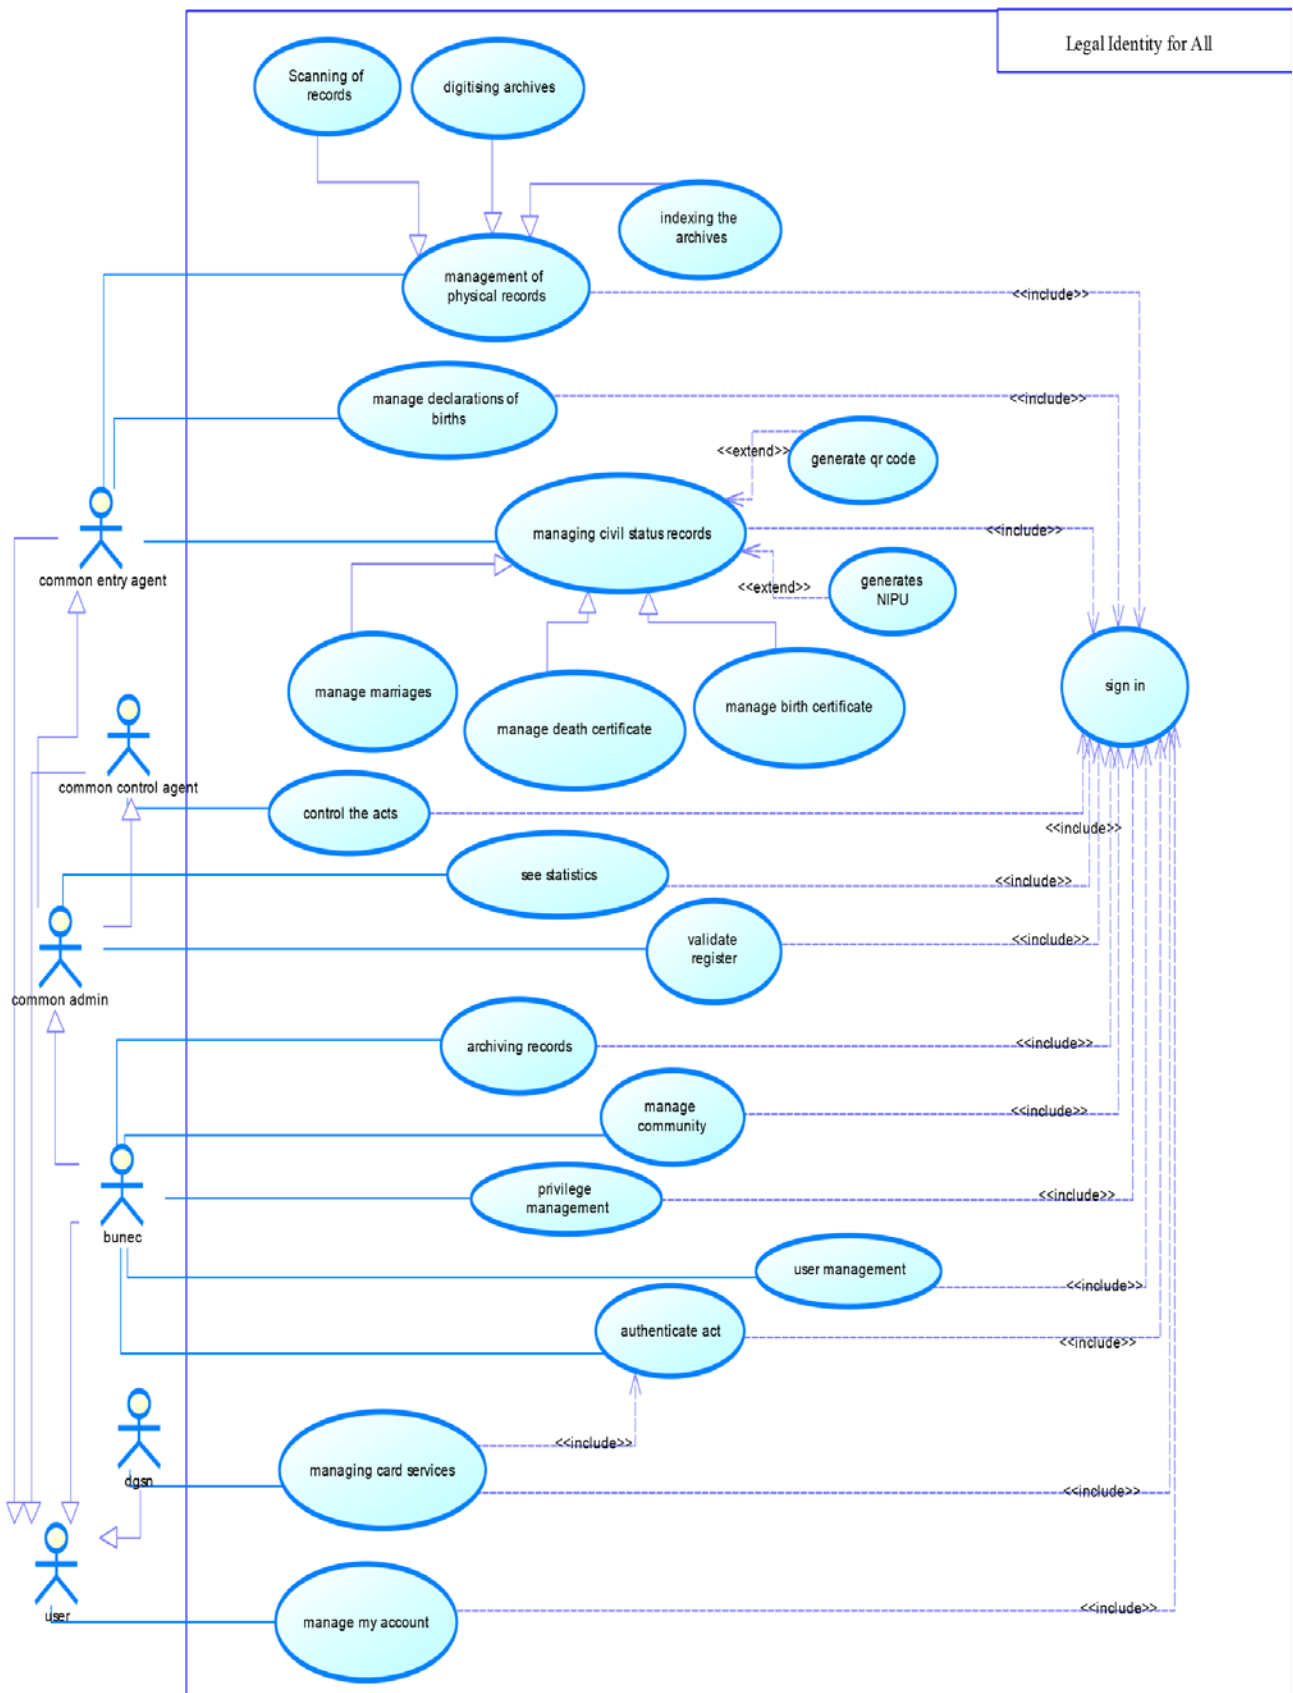 Legal Identity for All
Scanning of
records
digitising archives
indexing the
archives
management of
physical records
<<include>>
manage declarations of
births
<<include>>
<<extend>>
generate qr code
managing civil status records
<<include>>
generates
NIPU
<<extend>>
common entry agent
sign in
manage marriages
manage death certificate
manage birth certificate
common control agent
control the acts
<<include>>
see statistics
<<include>>
validate
register
<<include>>
common admin
archiving records
<<include>>
manage
community
<<include>>
privilege
management
<<include>>
bunec
user management
<<include>>
authenticate act
<<include>>
<<include>>
managing card services
dgsn
<<include>>
user
manage my account
<<include>>